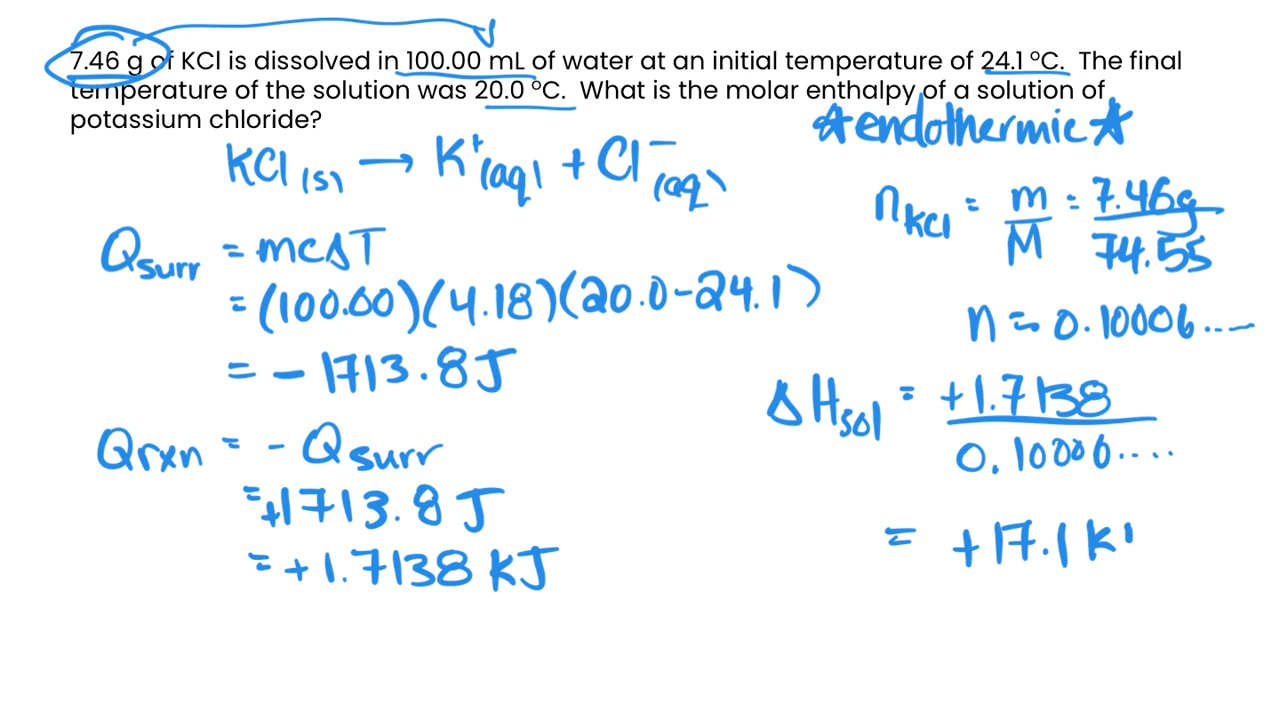 7.46 g of KCl is dissolved in 100.00 mL of water at an initial temperature of 24.1 °C. The final
temperature of the solution was 20.0 °C. What is the molar enthalpy of a solution of
potassium chloride?
☆endothermic☆
KCl (s) → K⁺(aq) + Cl⁻(aq)
nKCl = m/M = 7.46g/74.55
n = 0.10006....
Qsurr = mcΔT
= (100.00)(4.18)(20.0-24.1)
= - 1713.8J
Qrxn = - Qsurr
=+1713.8 J
= +1.7138 kJ
ΔHsol = +1.7138/0.10006....
= +17.1 k